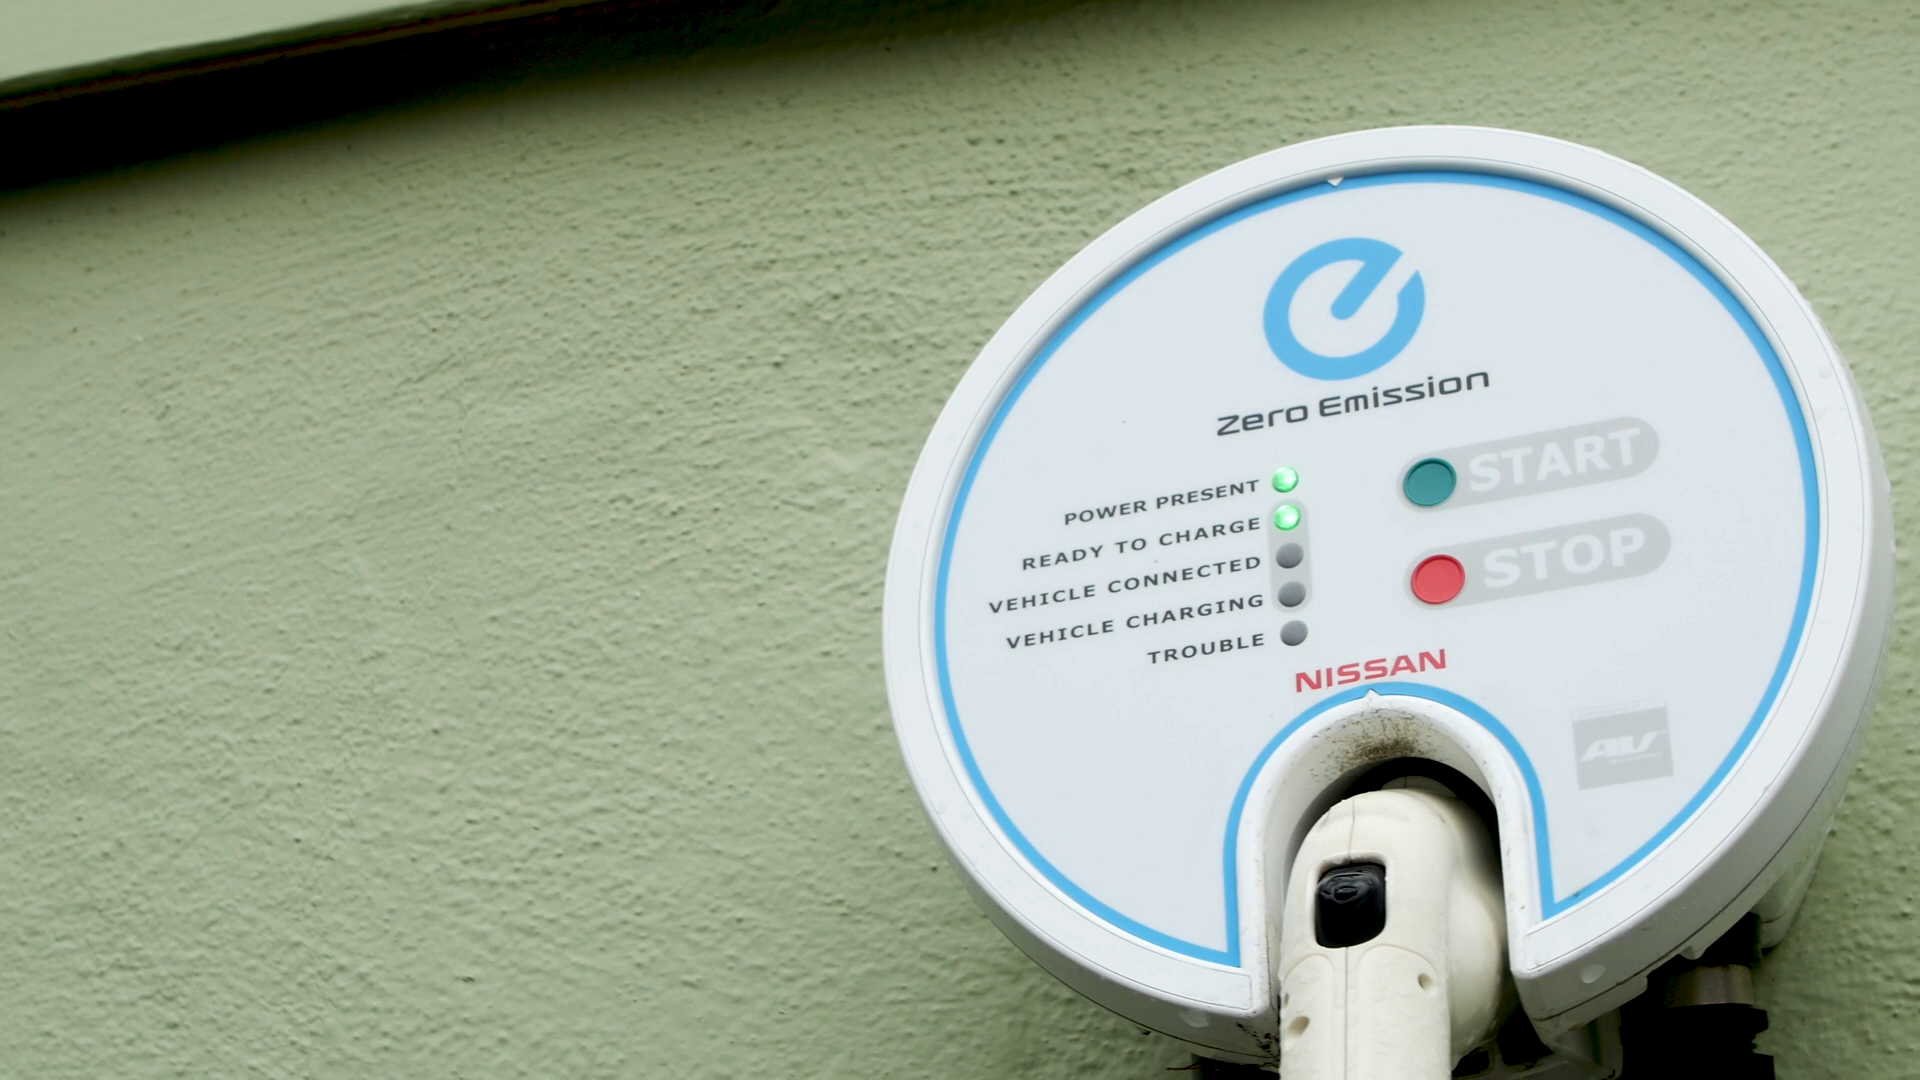 Zero Emission
POWER PRESENT
READY TO CHARGE
VEHICLE CONNECTED
VEHICLE CHARGING
TROUBLE
START
STOP
NISSAN
AV